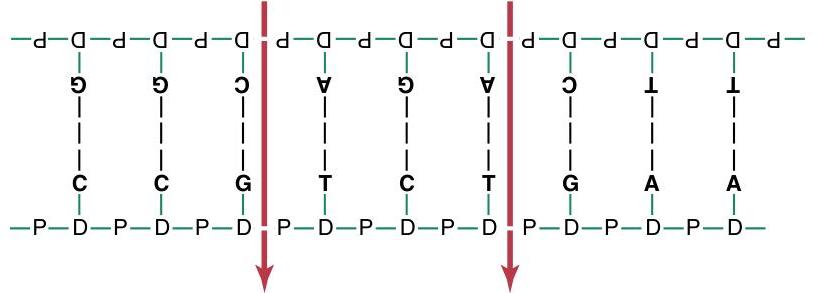 P D P D P D P D P D P D P D P D P D P
G G C A G A C T T
C C G T C T G A A
P D P D P D P D P D P D P D P D P D